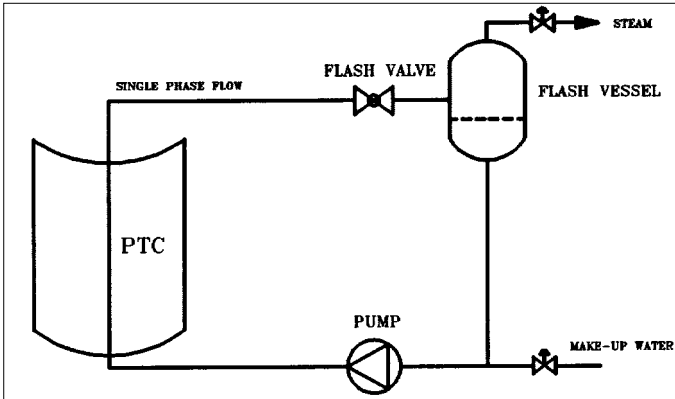 STEAM
FLASH VALVE
FLASH VESSEL
SINGLE PHASE FLOW
PTC
PUMP
MAKE-UP WATER